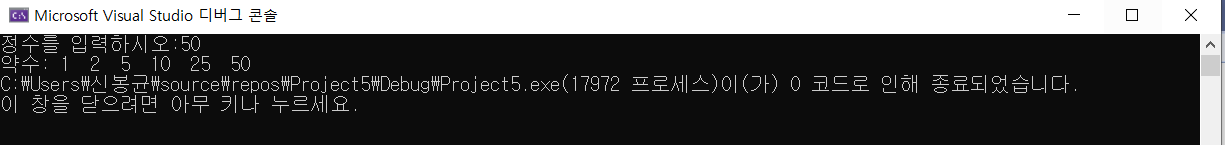 Microsoft Visual Studio 디버그 콘솔
정수를 입력하시오:50
약수: 1  2  5  10  25  50
C:₩Users₩신봉균₩source₩repos₩Project5₩Debug₩Project5.exe(17972 프로세스)이(가) 0 코드로 인해 종료되었습니다.
이 창을 닫으려면 아무 키나 누르세요.